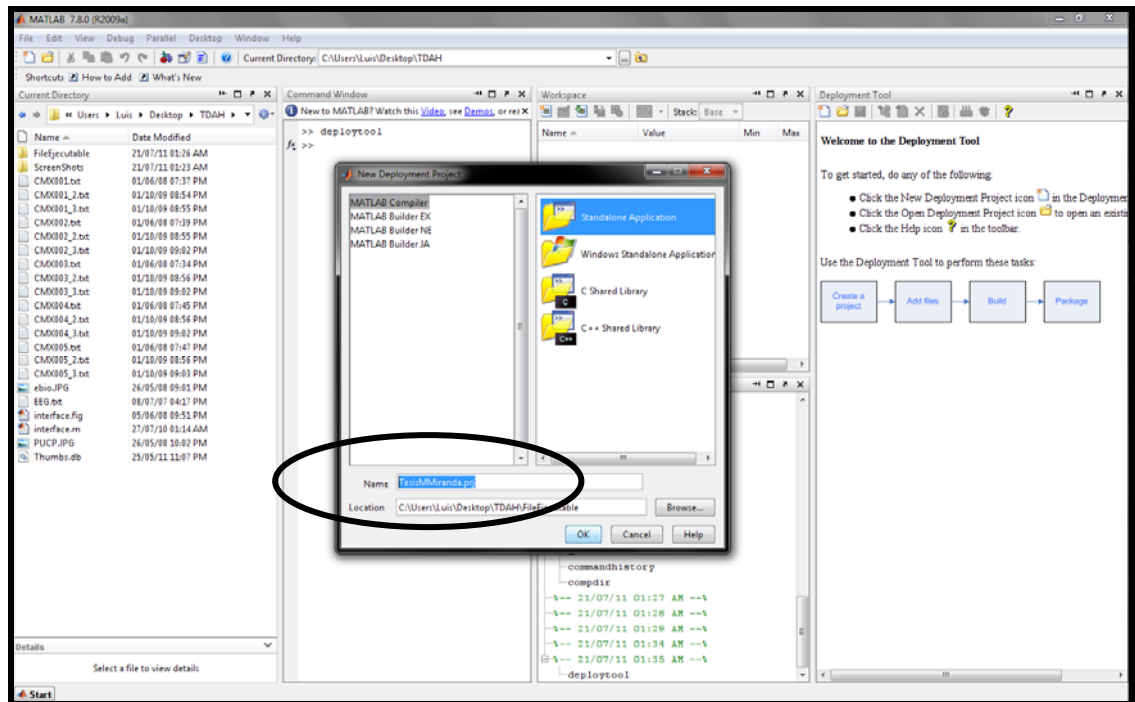 MATLAB 7.8.0 (R2009a)
File Edit View Debug Parallel Desktop Window Help
Current Directory: C:\Users\Luis\Desktop\TDAH
Shortcuts How to Add What's New
Current Directory
« Users ▸ Luis ▸ Desktop ▸ TDAH ▸
Name Date Modified
FileEjecutable 21/07/11 01:26 AM
ScreenShots 21/07/11 01:23 AM
CMX001.txt 01/06/08 07:37 PM
CMX001_2.txt 01/10/09 08:54 PM
CMX001_3.txt 01/10/09 08:55 PM
CMX002.txt 01/06/08 07:39 PM
CMX002_2.txt 01/10/09 08:55 PM
CMX002_3.txt 01/10/09 09:02 PM
CMX003.txt 01/06/08 07:34 PM
CMX003_2.txt 01/10/09 08:56 PM
CMX003_3.txt 01/10/09 09:02 PM
CMX004.txt 01/06/08 07:45 PM
CMX004_2.txt 01/10/09 08:56 PM
CMX004_3.txt 01/10/09 09:02 PM
CMX005.txt 01/06/08 07:47 PM
CMX005_2.txt 01/10/09 08:56 PM
CMX005_3.txt 01/10/09 09:03 PM
ebio.JPG 26/05/08 09:01 PM
EEG.txt 08/07/07 04:17 PM
interface.fig 05/06/08 09:51 PM
interface.m 27/07/10 01:14 AM
PUCP.JPG 26/05/08 10:02 PM
Thumbs.db 25/05/11 11:07 PM
Details
Select a file to view details
Start
Command Window
New to MATLAB? Watch this Video, see Demos, or
>> deploytool
fx >>
Workspace
Stack: Base
Name Value Min Max
New Deployment Project
MATLAB Compiler
MATLAB Builder EX
MATLAB Builder NE
MATLAB Builder JA
Standalone Application
Windows Standalone Application
C Shared Library
C++ Shared Library
Name TesisMMiranda.prj
Location C:\Users\Luis\Desktop\TDAH\FileEjecutable
Browse...
OK Cancel Help
commandhistory
compdir
%-- 21/07/11 01:27 AM --%
%-- 21/07/11 01:28 AM --%
%-- 21/07/11 01:29 AM --%
%-- 21/07/11 01:34 AM --%
%-- 21/07/11 01:35 AM --%
deploytool
Deployment Tool
Welcome to the Deployment Tool
To get started, do any of the following:
• Click the New Deployment Project icon in the Deployment
• Click the Open Deployment Project icon to open an
• Click the Help icon in the toolbar.
Use the Deployment Tool to perform these tasks:
Create a project
Add files
Build
Package